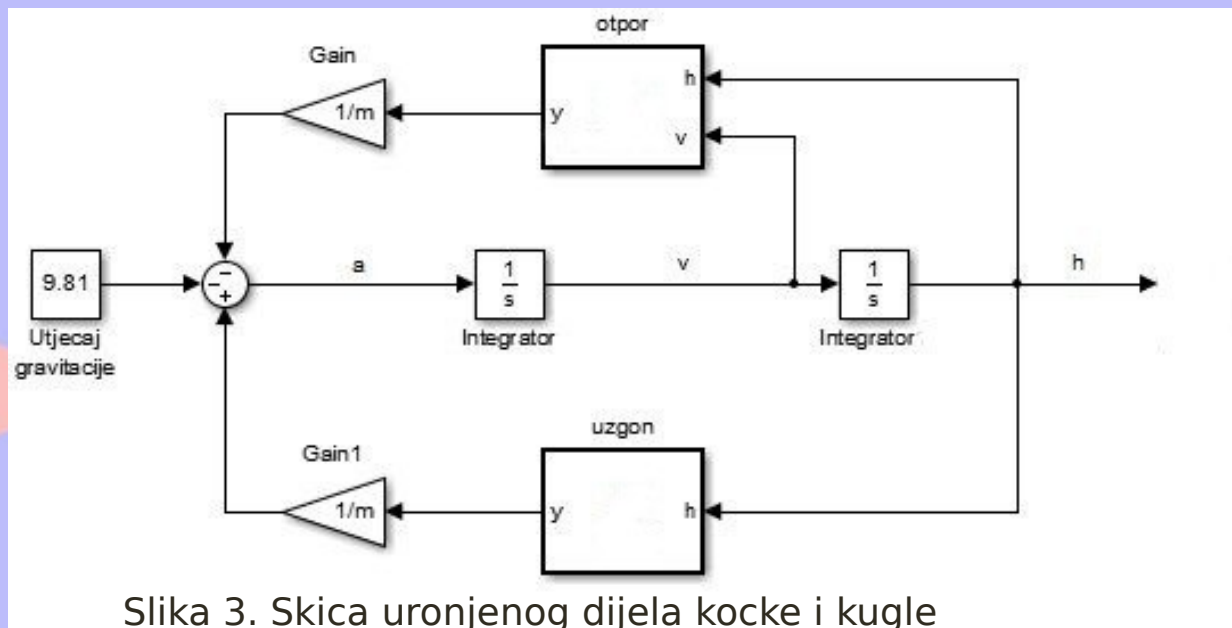 otpor
Gain
h
1/m
y
v
−
a
v
h
9.81
−
+
1
s
1
s
Utjecaj
gravitacije
Integrator
Integrator
uzgon
Gain1
1/m
y
h
Slika 3. Skica uronjenog dijela kocke i kugle